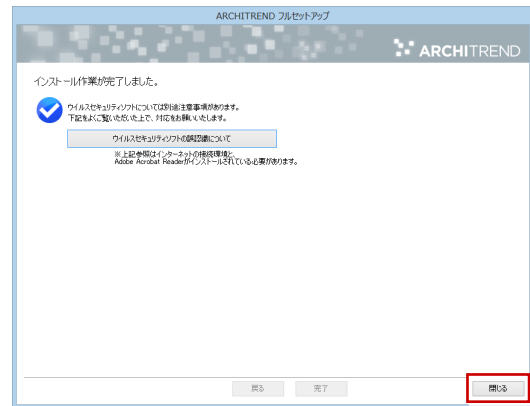 ARCHITREND フルセットアップ
ARCHITREND
インストール作業が完了しました。
ウイルスセキュリティソフトについては別途注意事項があります。
下記をよくご覧いただいた上で、対応をお願いいたします。
ウイルスセキュリティソフトの誤認識について
※上記参照はインターネットの接続環境と、
Adobe Acrobat Readerがインストールされている必要があります。
戻る
完了
閉じる